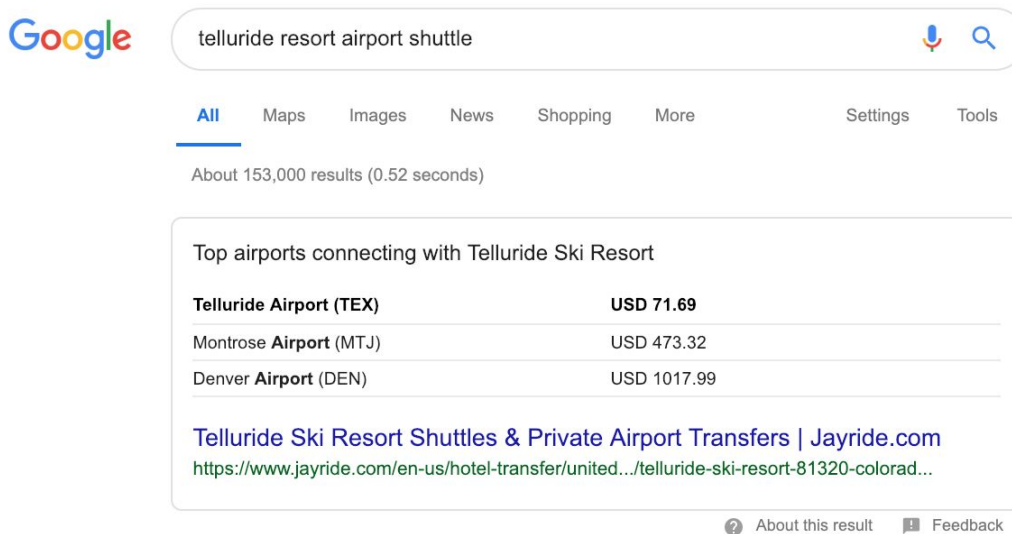 Google telluride resort airport shuttle
All Maps Images News Shopping More Settings Tools
About 153,000 results (0.52 seconds)
Top airports connecting with Telluride Ski Resort
Telluride Airport (TEX) USD 71.69
Montrose Airport (MTJ) USD 473.32
Denver Airport (DEN) USD 1017.99
Telluride Ski Resort Shuttles & Private Airport Transfers | Jayride.com
https://www.jayride.com/en-us/hotel-transfer/united.../telluride-ski-resort-81320-colorad...
About this result Feedback